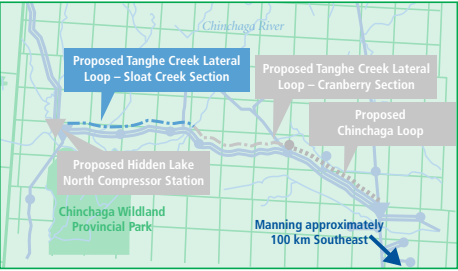 Chinchaga River
Proposed Tanghe Creek Lateral
Loop – Sloat Creek Section
Proposed Tanghe Creek Lateral
Loop – Cranberry Section
Proposed
Chinchaga Loop
Proposed Hidden Lake
North Compressor Station
Chinchaga Wildland
Provincial Park
Manning approximately
100 km Southeast